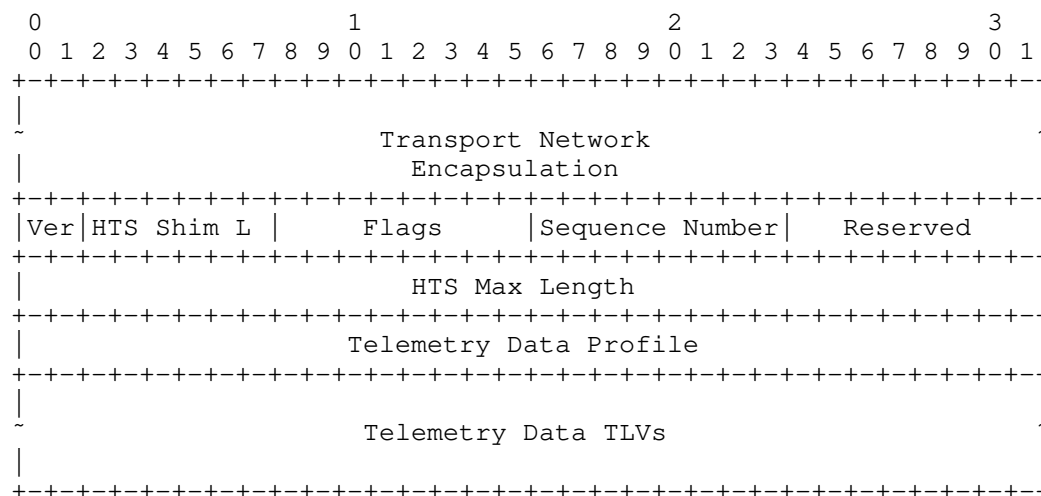 0                   1                   2                   3
 0 1 2 3 4 5 6 7 8 9 0 1 2 3 4 5 6 7 8 9 0 1 2 3 4 5 6 7 8 9 0 1
+-+-+-+-+-+-+-+-+-+-+-+-+-+-+-+-+-+-+-+-+-+-+-+-+-+-+-+-+-+-+-+-
|
~                      Transport Network                       ~
|                        Encapsulation
+-+-+-+-+-+-+-+-+-+-+-+-+-+-+-+-+-+-+-+-+-+-+-+-+-+-+-+-+-+-+-+-
|Ver|HTS Shim L |     Flags     |Sequence Number|   Reserved
+-+-+-+-+-+-+-+-+-+-+-+-+-+-+-+-+-+-+-+-+-+-+-+-+-+-+-+-+-+-+-+-
|                        HTS Max Length
+-+-+-+-+-+-+-+-+-+-+-+-+-+-+-+-+-+-+-+-+-+-+-+-+-+-+-+-+-+-+-+-
|                    Telemetry Data Profile
+-+-+-+-+-+-+-+-+-+-+-+-+-+-+-+-+-+-+-+-+-+-+-+-+-+-+-+-+-+-+-+-
|
~                     Telemetry Data TLVs                      ~
|
+-+-+-+-+-+-+-+-+-+-+-+-+-+-+-+-+-+-+-+-+-+-+-+-+-+-+-+-+-+-+-+-